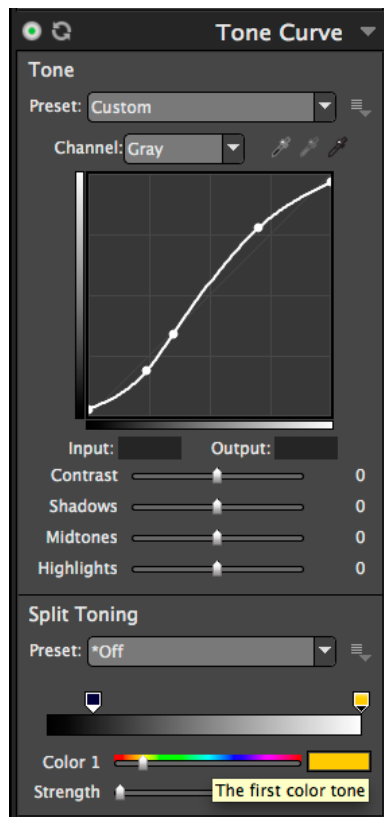 Tone Curve
Tone
Preset: Custom
Channel: Gray
Input: Output:
Contrast 0
Shadows 0
Midtones 0
Highlights 0
Split Toning
Preset: *Off
Color 1
Strength The first color tone